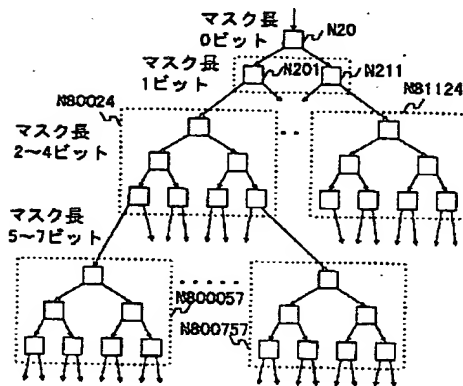 マスク長
0ビット
N20
マスク長
1ビット
N201
N211
N80024
N81124
マスク長
2〜4ビット
マスク長
5〜7ビット
N800057
N800757